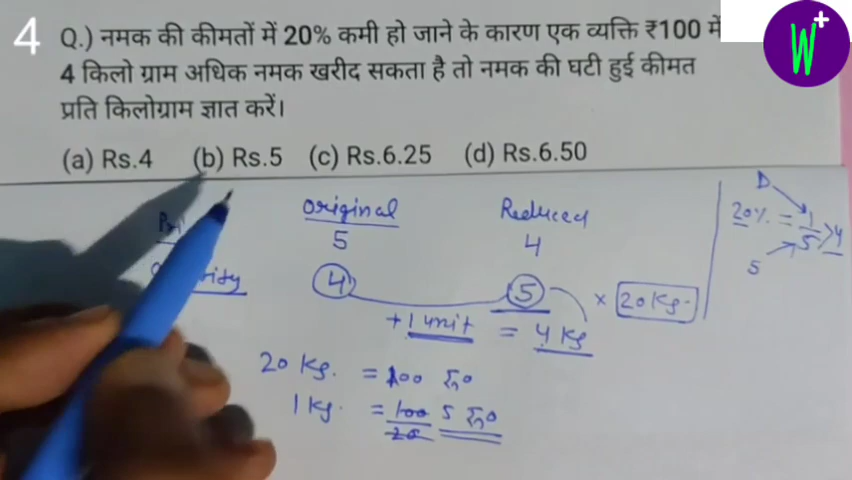 4 Q.) नमक की कीमतों में 20% कमी हो जाने के कारण एक व्यक्ति ₹100 में
4 किलो ग्राम अधिक नमक खरीद सकता है तो नमक की घटी हुई कीमत
प्रति किलोग्राम ज्ञात करें।
(a) Rs.4 (b) Rs.5 (c) Rs.6.25 (d) Rs.6.50
W+
Original Reduced
5 4
4 5 × 20 Kg.
+1 unit = 4 Kg
20 Kg. = 100 रु०
1 Kg. = 100/20 5 रु०
D
20% = 1/5 > 4
5